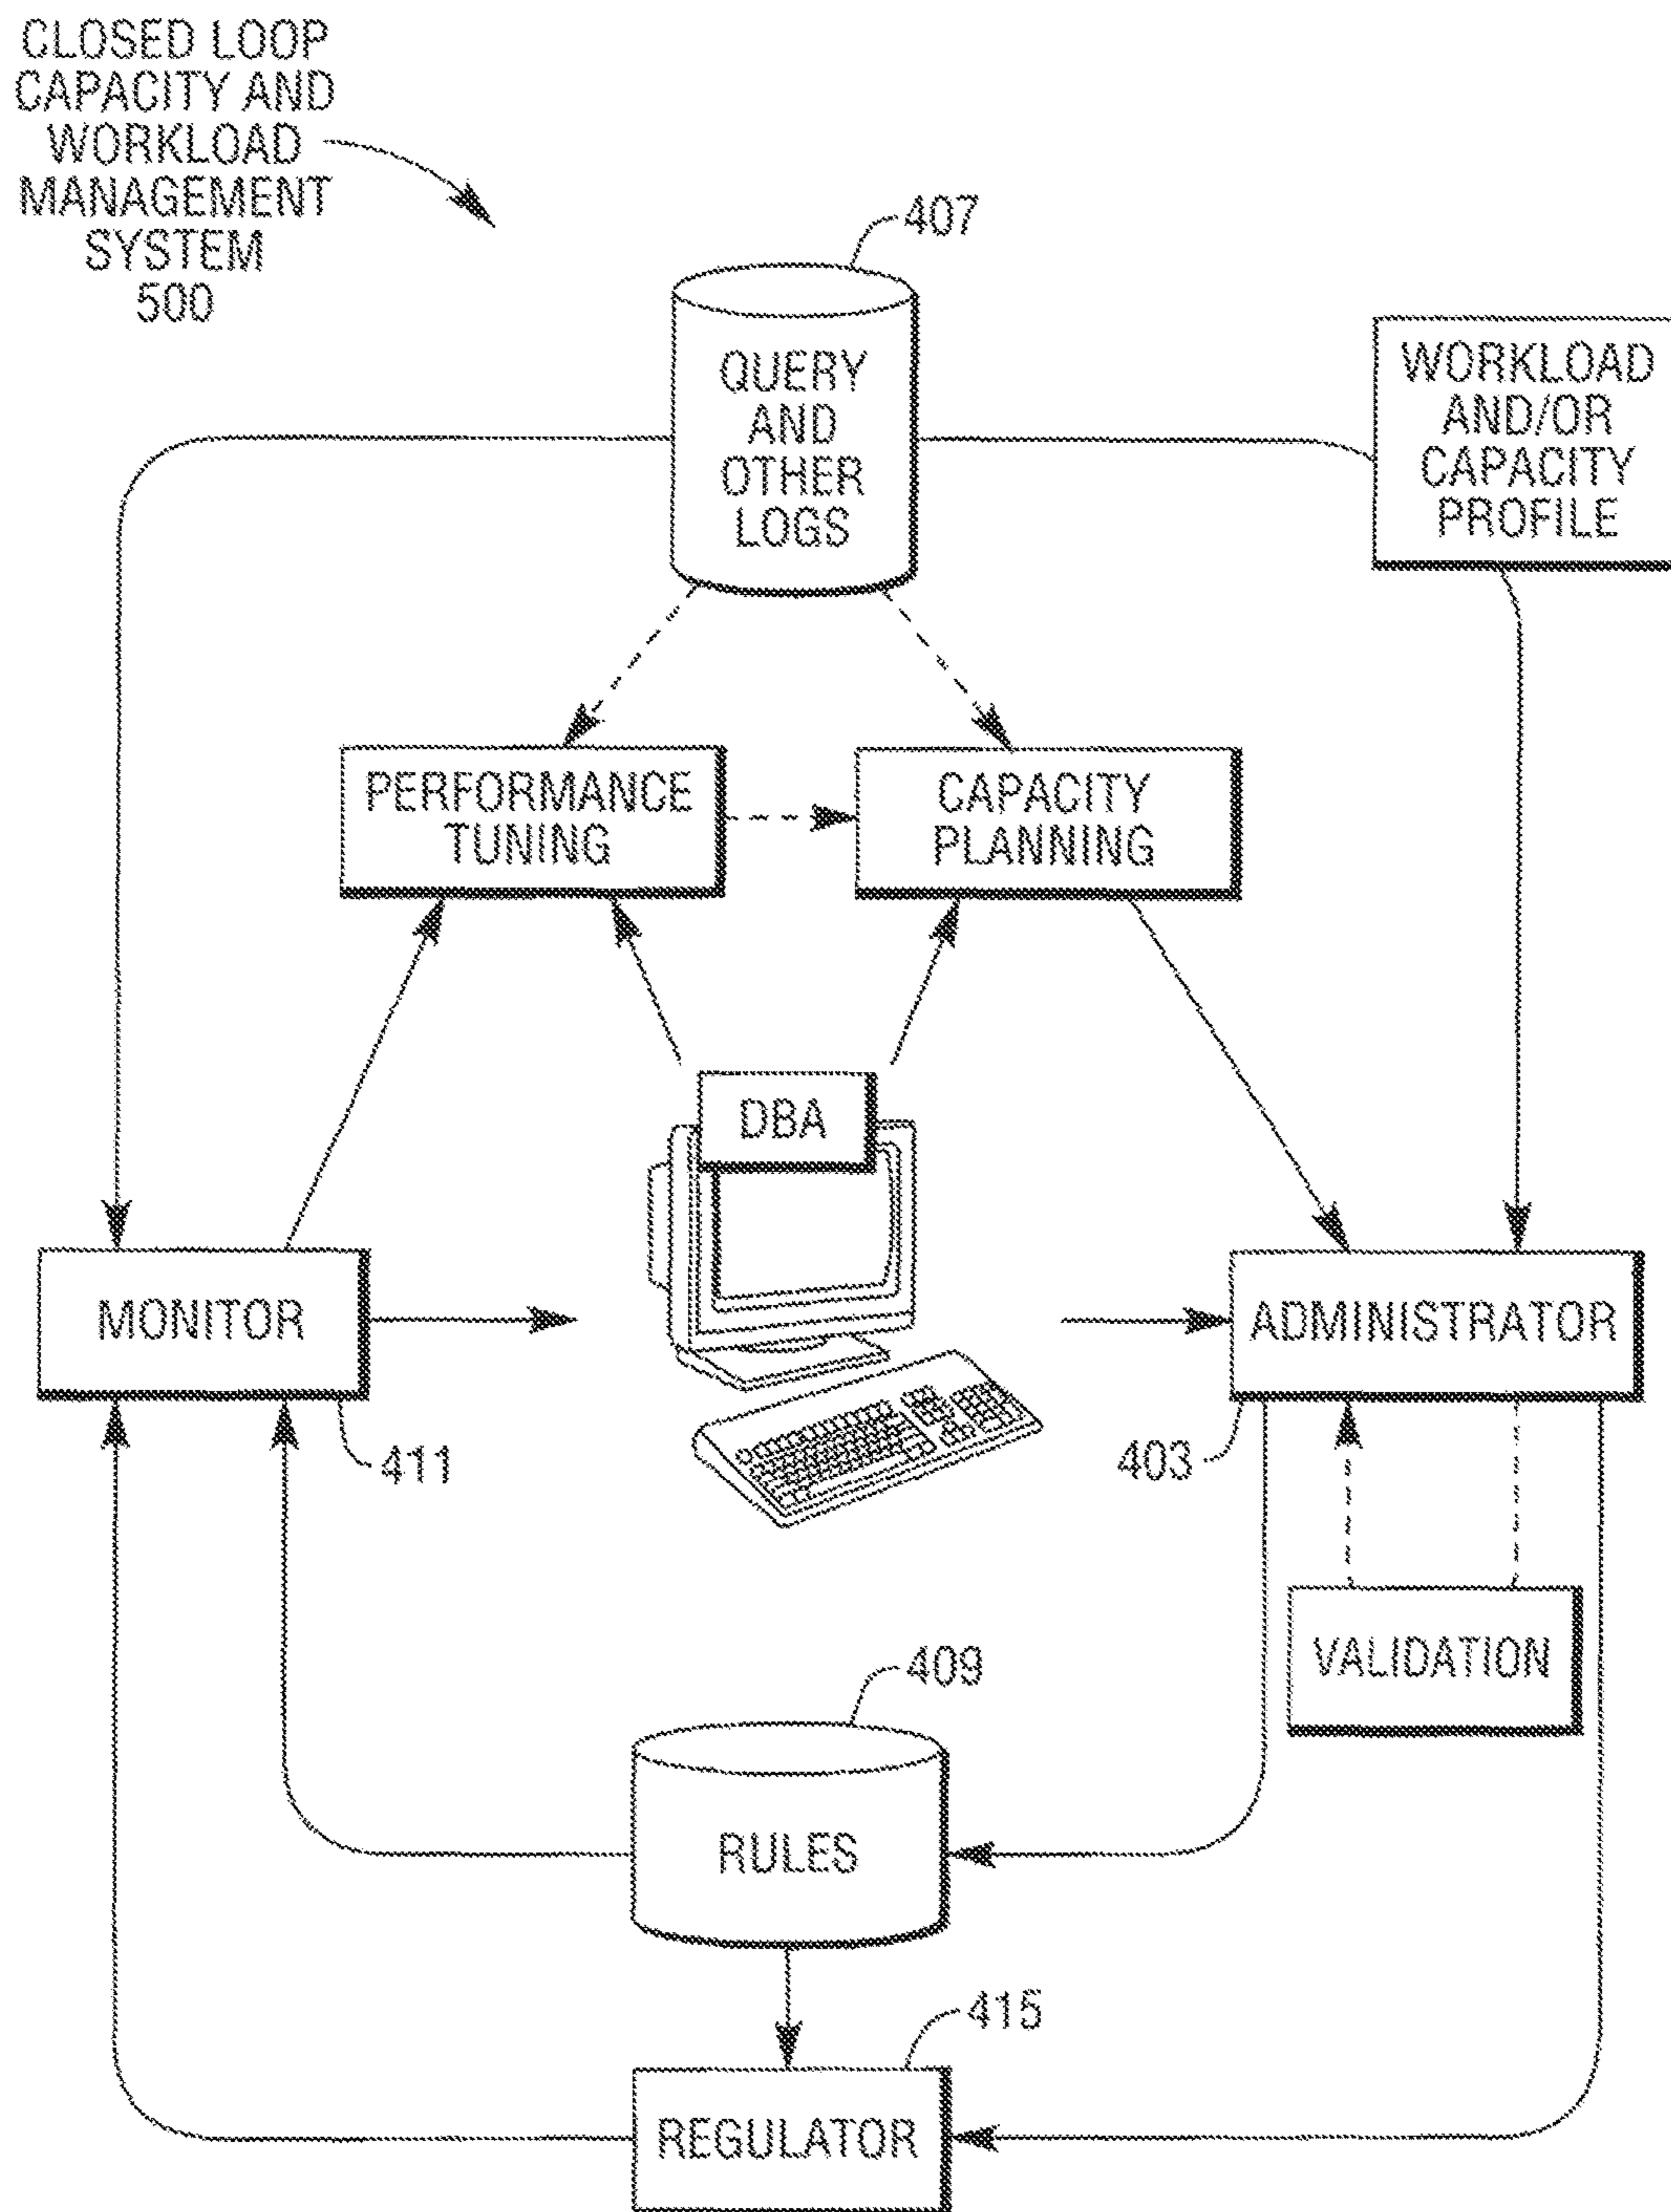 CLOSED LOOP
CAPACITY AND
WORKLOAD
MANAGEMENT
SYSTEM
500
407
QUERY
AND
OTHER
LOGS
WORKLOAD
AND/OR
CAPACITY
PROFILE
PERFORMANCE
TUNING
CAPACITY
PLANNING
DBA
MONITOR
ADMINISTRATOR
411
403
VALIDATION
409
RULES
415
REGULATOR